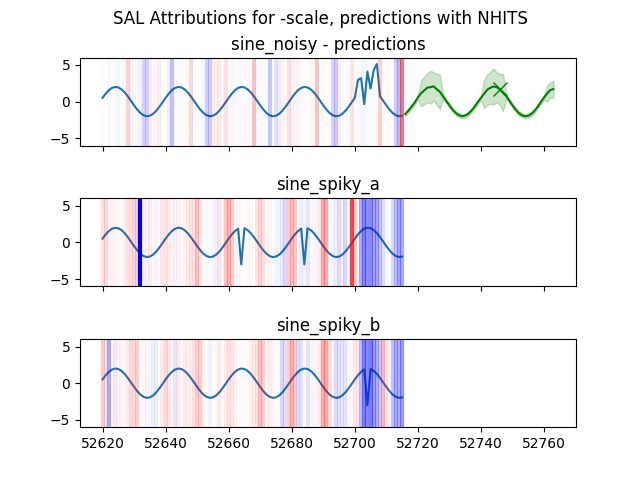 SAL Attributions for -scale, predictions with NHITS
sine_noisy - predictions
5
0
−5
sine_spiky_a
5
0
−5
sine_spiky_b
5
0
−5
52620 52640 52660 52680 52700 52720 52740 52760